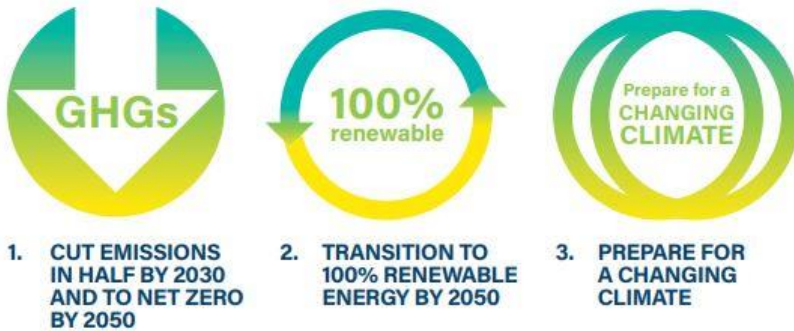 GHGs
100%
renewable
Prepare for a
CHANGING
CLIMATE
1. CUT EMISSIONS
IN HALF BY 2030
AND TO NET ZERO
BY 2050
2. TRANSITION TO
100% RENEWABLE
ENERGY BY 2050
3. PREPARE FOR
A CHANGING
CLIMATE